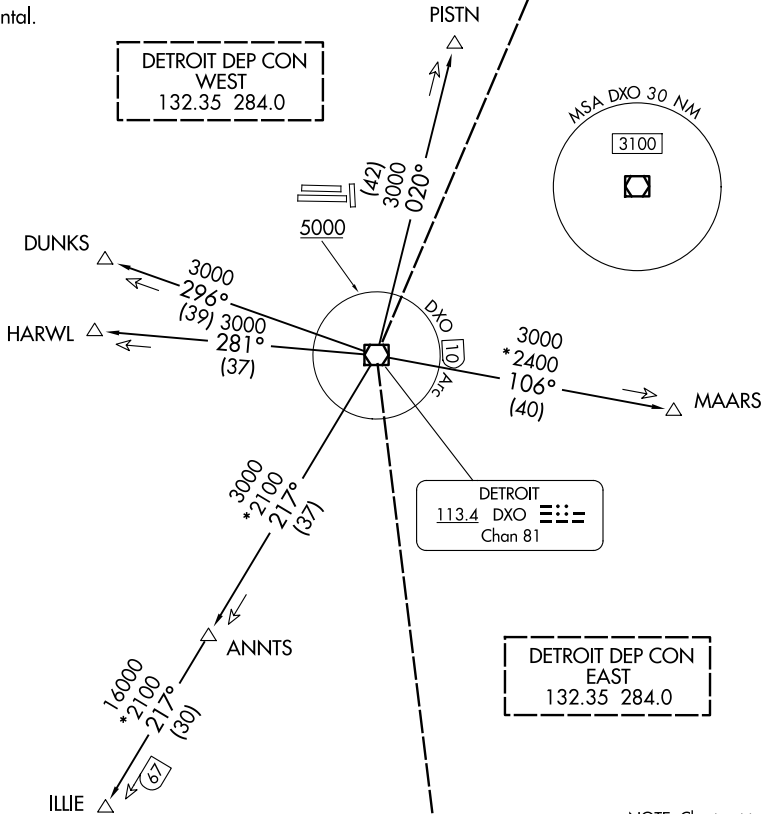 ntal.
PISTN
DETROIT DEP CON
WEST
132.35 284.0
MSA DXO 30 NM
3100
(42)
3000
020°
5000
DUNKS
3000
296°
(39)
HARWL
3000
281°
(37)
DXO 10 Arc
3000
*2400
106°
(40)
MAARS
3000
*2100
217°
(37)
DETROIT
113.4 DXO
Chan 81
ANNTS
DETROIT DEP CON
EAST
132.35 284.0
16000
*2100
217°
(30)
67
ILLIE